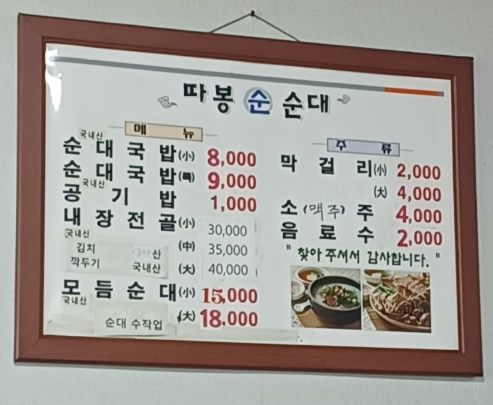 따봉 순 순대
메 뉴
국내산
순대국밥(小) 8,000
순대국밥(특) 9,000
국내산
공기밥 1,000
내장전골(小) 30,000
국내산
(中) 35,000
김치 산
깍두기 국내산
(大) 40,000
모듬순대(小) 15,000
국내산
(大) 18,000
순대 수작업
주 류
막걸리(小) 2,000
(大) 4,000
소(맥주)주 4,000
음료수 2,000
"찾아 주셔서 감사합니다."